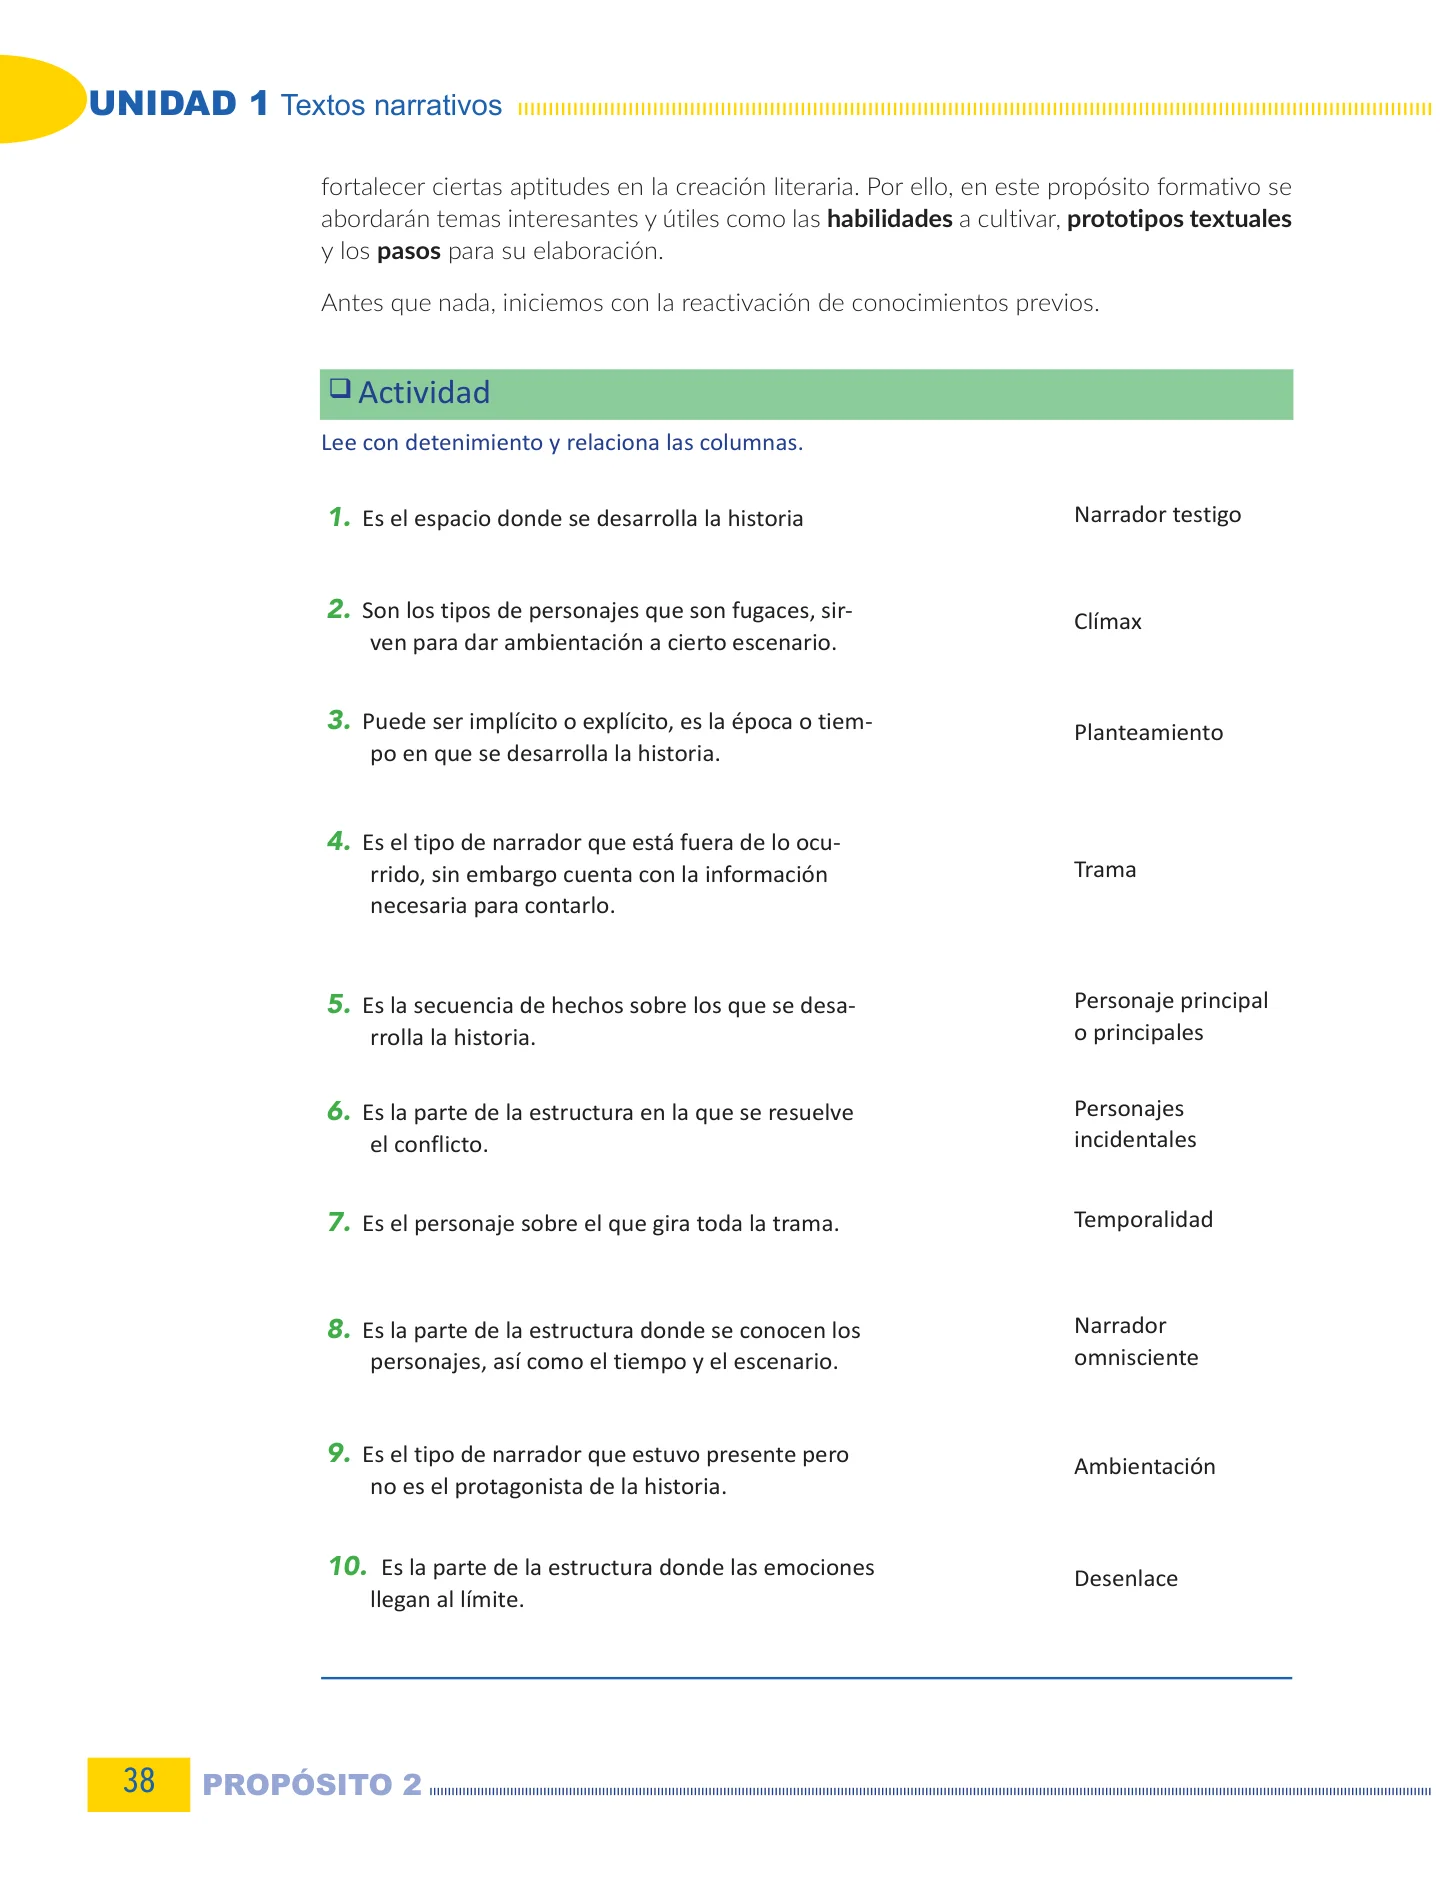 UNIDAD 1 Textos narrativos
fortalecer ciertas aptitudes en la creación literaria. Por ello, en este propósito formativo se
abordarán temas interesantes y útiles como las habilidades a cultivar, prototipos textuales
y los pasos para su elaboración.
Antes que nada, iniciemos con la reactivación de conocimientos previos.
❑ Actividad
Lee con detenimiento y relaciona las columnas.
1. Es el espacio donde se desarrolla la historia
Narrador testigo
2. Son los tipos de personajes que son fugaces, sir-
ven para dar ambientación a cierto escenario.
Clímax
3. Puede ser implícito o explícito, es la época o tiem-
po en que se desarrolla la historia.
Planteamiento
4. Es el tipo de narrador que está fuera de lo ocu-
rrido, sin embargo cuenta con la información
necesaria para contarlo.
Trama
5. Es la secuencia de hechos sobre los que se desa-
rrolla la historia.
Personaje principal
o principales
6. Es la parte de la estructura en la que se resuelve
el conflicto.
Personajes
incidentales
7. Es el personaje sobre el que gira toda la trama.
Temporalidad
8. Es la parte de la estructura donde se conocen los
personajes, así como el tiempo y el escenario.
Narrador
omnisciente
9. Es el tipo de narrador que estuvo presente pero
no es el protagonista de la historia.
Ambientación
10. Es la parte de la estructura donde las emociones
llegan al límite.
Desenlace
38 PROPÓSITO 2